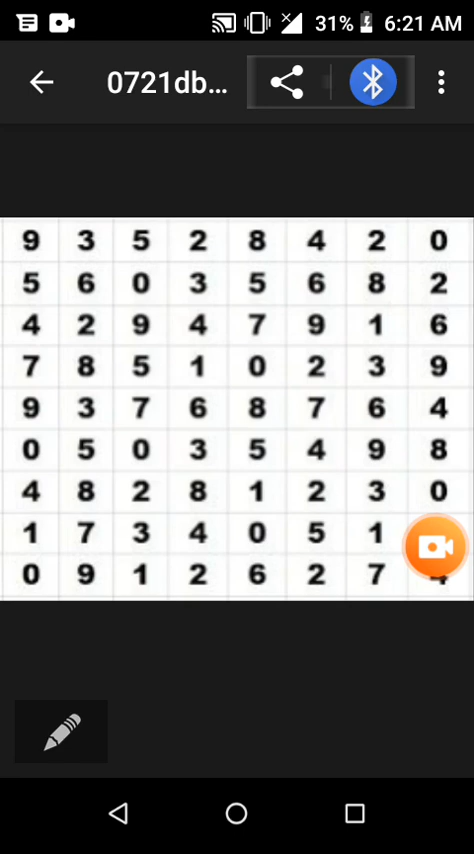 31% 6:21 AM
0721db...
9 3 5 2 8 4 2 0
5 6 0 3 5 6 8 2
4 2 9 4 7 9 1 6
7 8 5 1 0 2 3 9
9 3 7 6 8 7 6 4
0 5 0 3 5 4 9 8
4 8 2 8 1 2 3 0
1 7 3 4 0 5 1
0 9 1 2 6 2 7